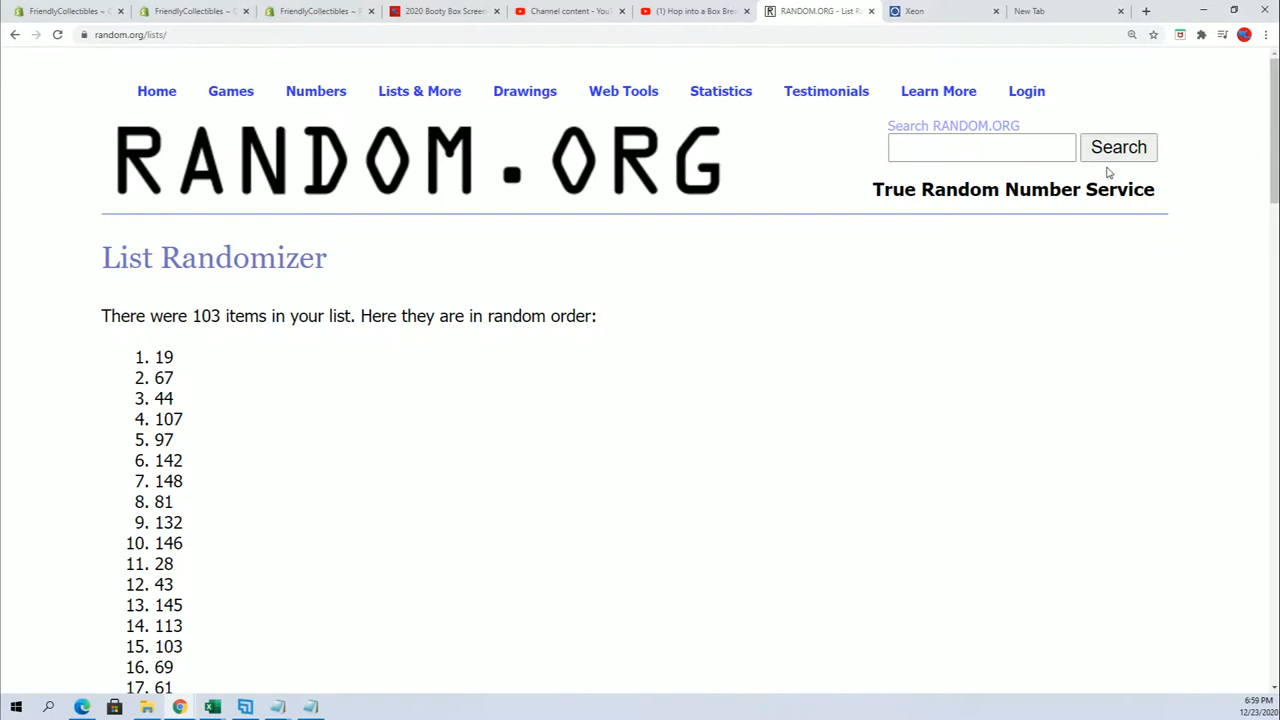 FriendlyCollectibles ~ C
FriendlyCollectibles ~ C
FriendlyCollectibles ~ F
2020 Booty Box Screen
Channel content - YouT
(1) Hop into a Box Brea
RANDOM.ORG - List R
Xeon
New Tab
random.org/lists/
Home Games Numbers Lists & More Drawings Web Tools Statistics Testimonials Learn More Login
Search RANDOM.ORG
RANDOM.ORG
Search
True Random Number Service
List Randomizer
There were 103 items in your list. Here they are in random order:
1. 19
2. 67
3. 44
4. 107
5. 97
6. 142
7. 148
8. 81
9. 132
10. 146
11. 28
12. 43
13. 145
14. 113
15. 103
16. 69
17. 61
6:59 PM
12/23/2020